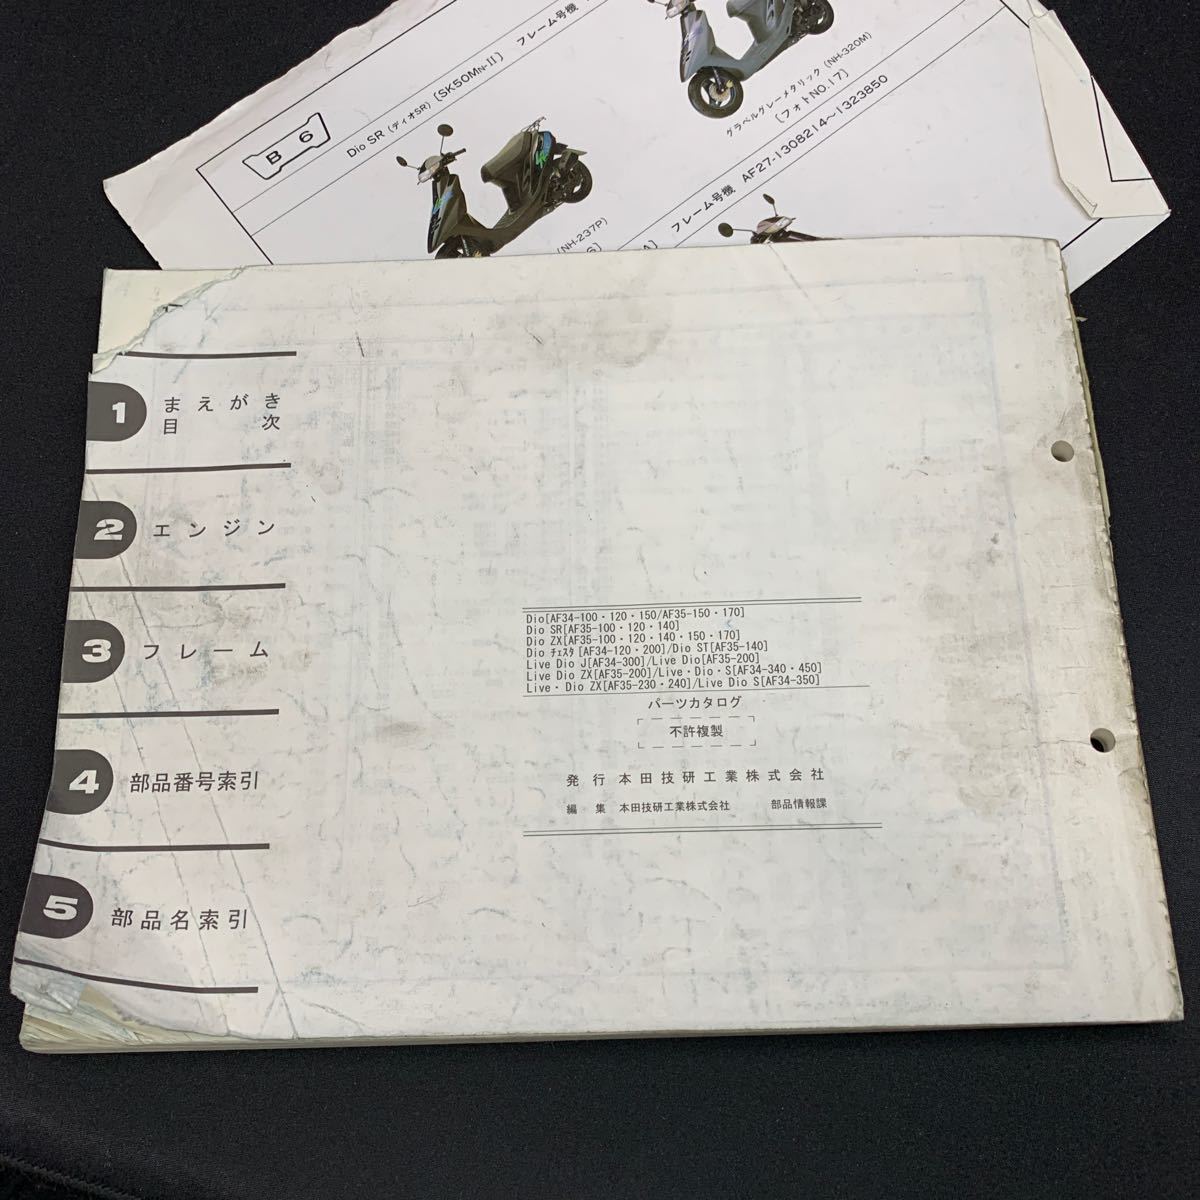 B 6
Dio SR (ディオSR) [SK50MN-II] フレーム号機
グラベルグレーメタリック (NH-320M)
[フォトNO.17]
フレーム号機 AF27-1308214～1323850
(NH-237P)
6]
1
まえがき
目次
2
エンジン
3
フレーム
4
部品番号索引
5
部品名索引
Dio[AF34-100・120・150/AF35-150・170]
Dio SR[AF35-100・120・140]
Dio ZX[AF35-100・120・140・150・170]
Dio チェスタ[AF34-120・200]/Dio ST[AF35-140]
Live Dio J[AF34-300]/Live Dio[AF35-200]
Live Dio ZX[AF35-200]/Live・Dio・S[AF34-340・450]
Live・Dio ZX[AF35-230・240]/Live Dio S[AF34-350]
パーツカタログ
不許複製
発行 本田技研工業株式会社
編集 本田技研工業株式会社 部品情報課